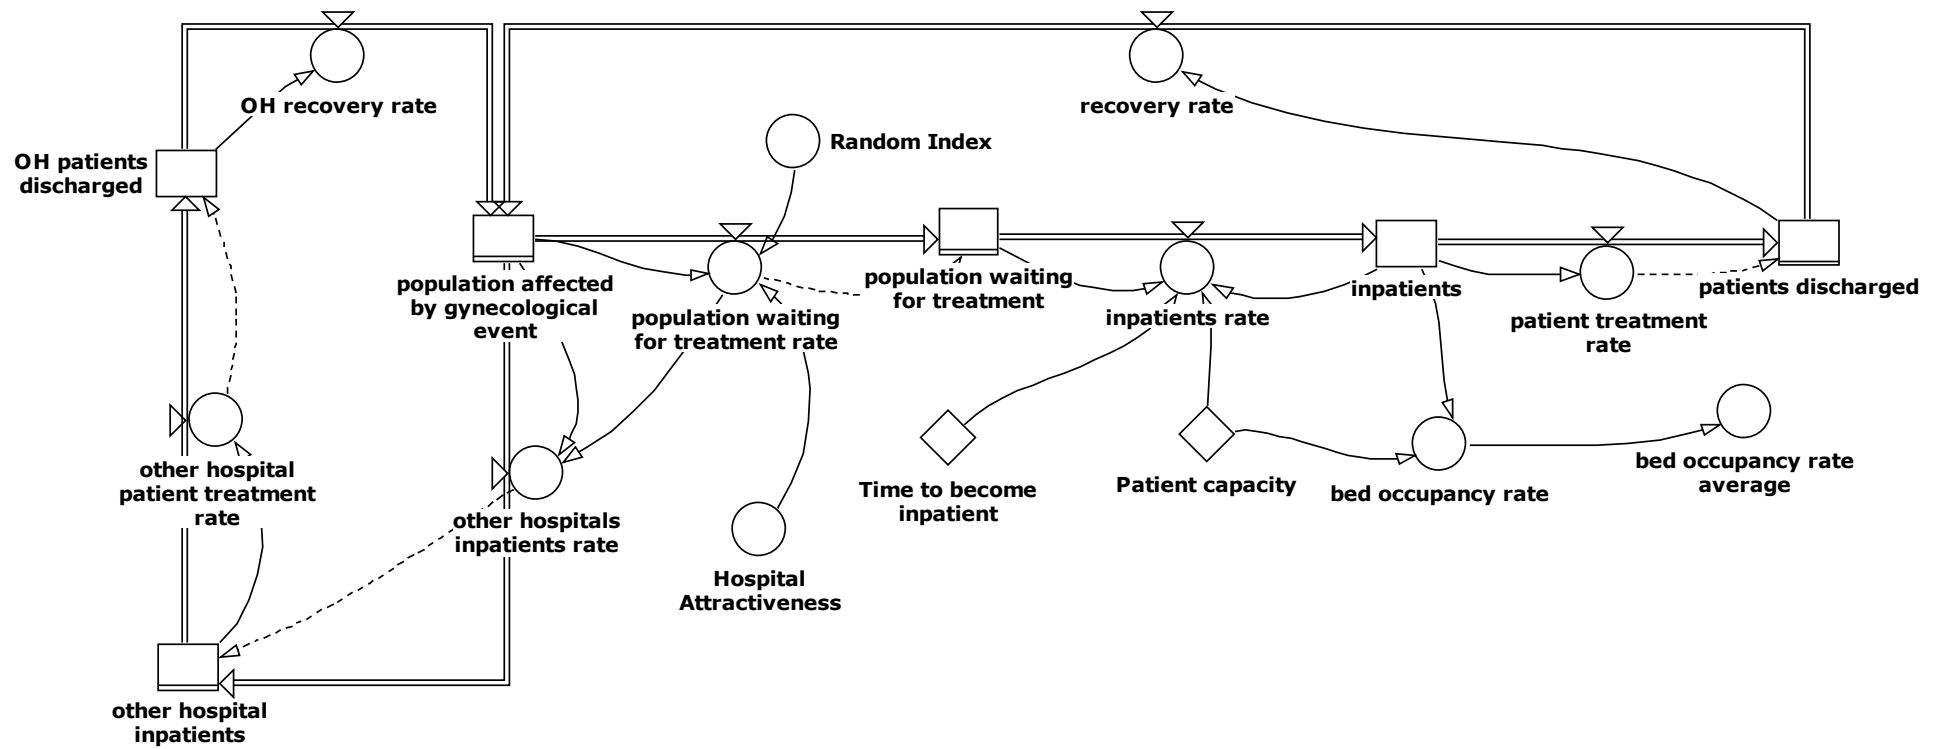 OH recovery rate
recovery rate
Random Index
OH patients
discharged
population affected
by gynecological
event
population waiting
for treatment rate
population waiting
for treatment
inpatients rate
inpatients
patient treatment
rate
patients discharged
other hospital
patient treatment
rate
other hospitals
inpatients rate
Hospital
Attractiveness
Time to become
inpatient
Patient capacity
bed occupancy rate
bed occupancy rate
average
other hospital
inpatients